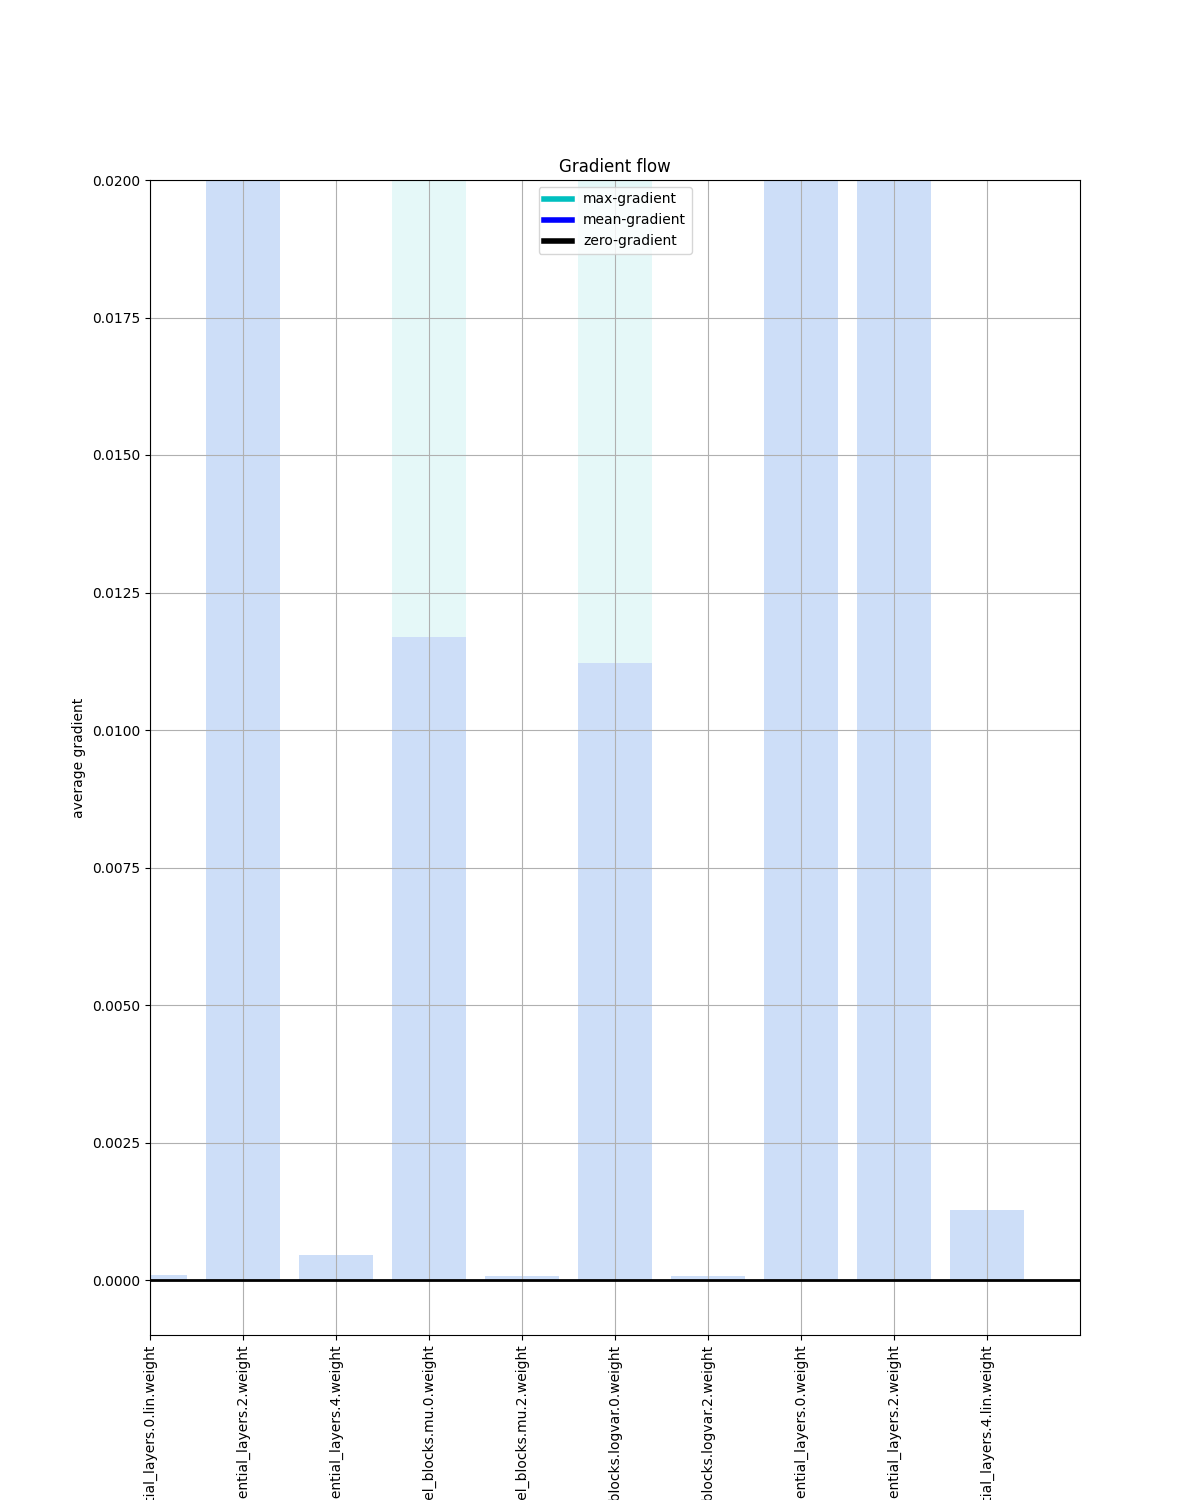 Gradient flow
max-gradient
mean-gradient
zero-gradient
0.0200
0.0175
0.0150
0.0125
0.0100
0.0075
0.0050
0.0025
0.0000
average gradient
tial_layers.0.lin.weight
ential_layers.2.weight
ential_layers.4.weight
el_blocks.mu.0.weight
el_blocks.mu.2.weight
blocks.logvar.0.weight
blocks.logvar.2.weight
ential_layers.0.weight
ential_layers.2.weight
tial_layers.4.lin.weight